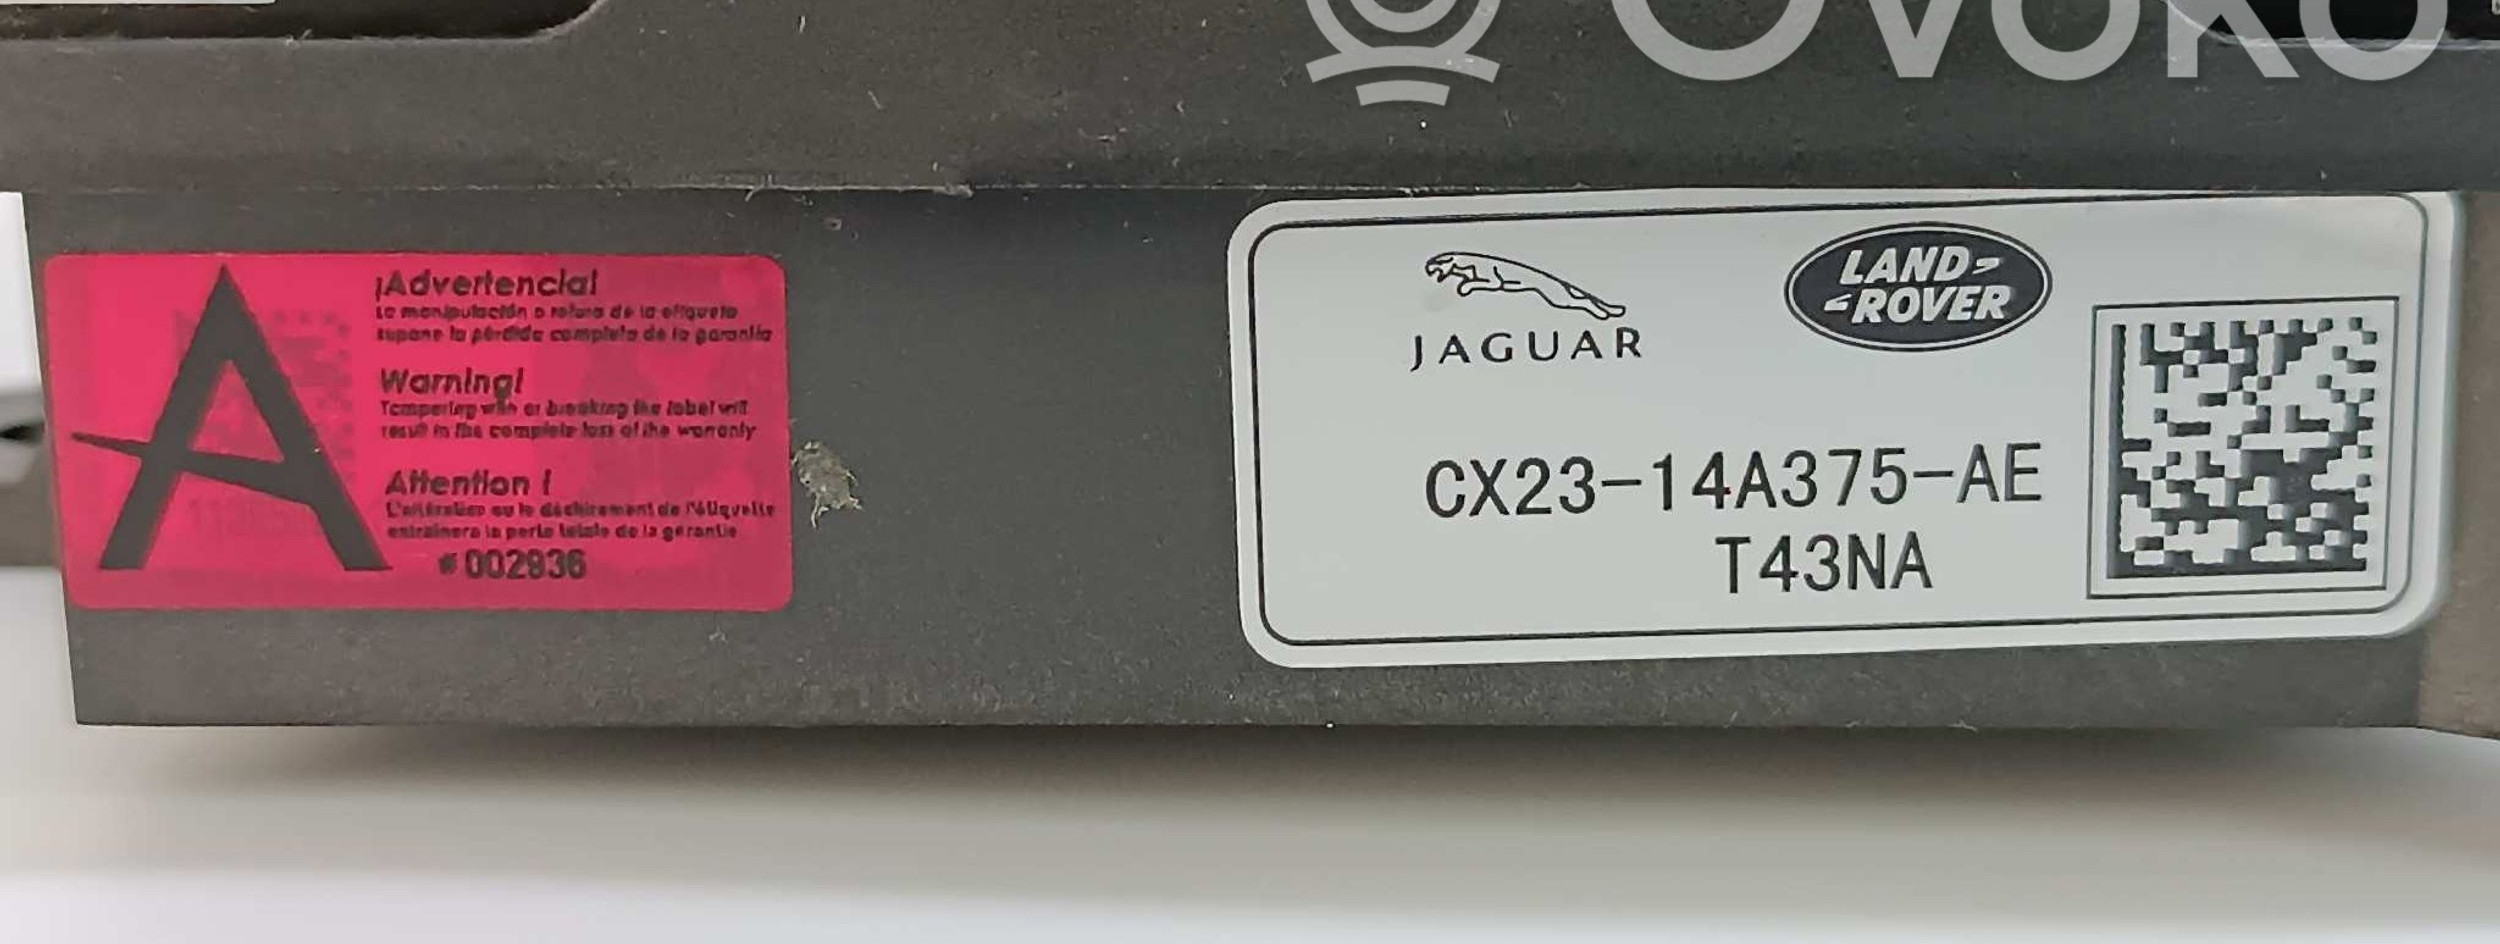 OVOKO
¡Advertencia!
La manipulación o rotura de la etiqueta
supone la pérdida completa de la garantía
Warning!
Tampering with or breaking the label will
result in the complete loss of the warranty
Attention !
L'altération ou le déchirement de l'étiquette
entraînera la perte totale de la garantie
#002936
JAGUAR
LAND
ROVER
CX23-14A375-AE
T43NA